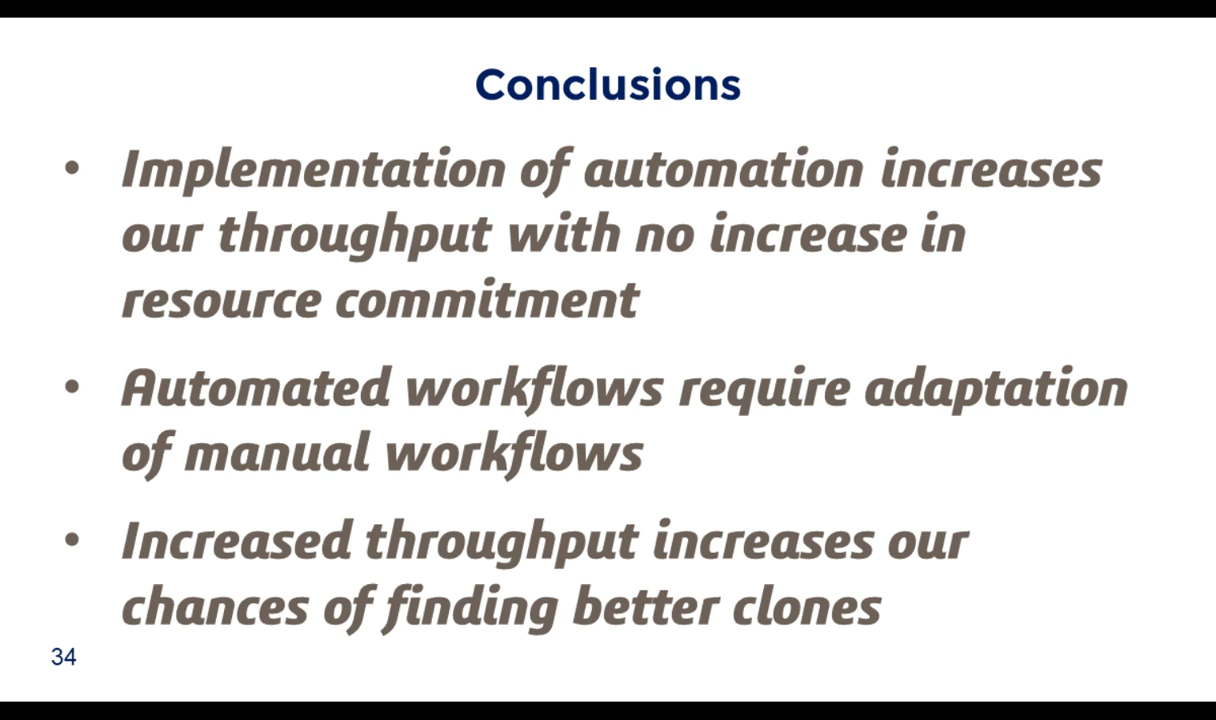 Conclusions
• Implementation of automation increases
our throughput with no increase in
resource commitment
• Automated workflows require adaptation
of manual workflows
• Increased throughput increases our
chances of finding better clones
34